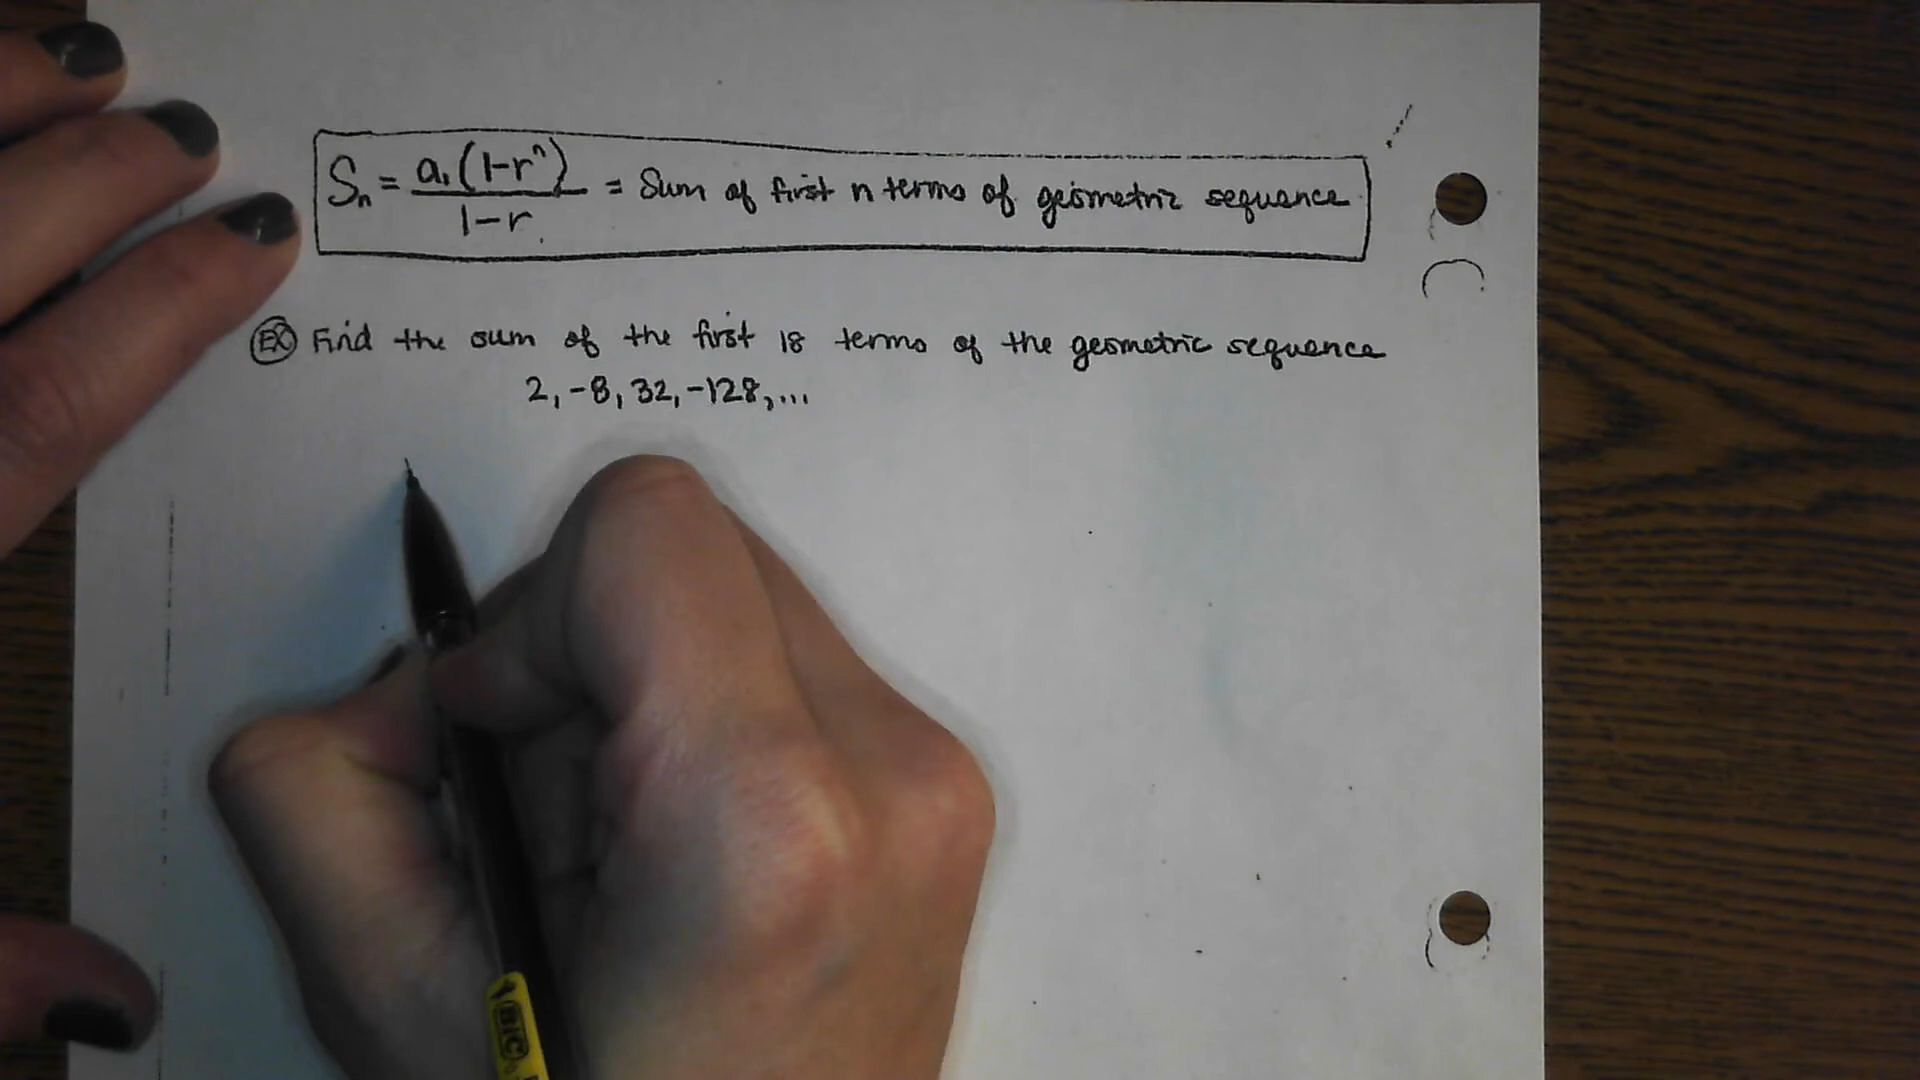 Sₙ = a₁(1-rⁿ) / 1-r = Sum of first n terms of geometric sequence
EX Find the sum of the first 18 terms of the geometric sequence
2, -8, 32, -128, ...
BIC